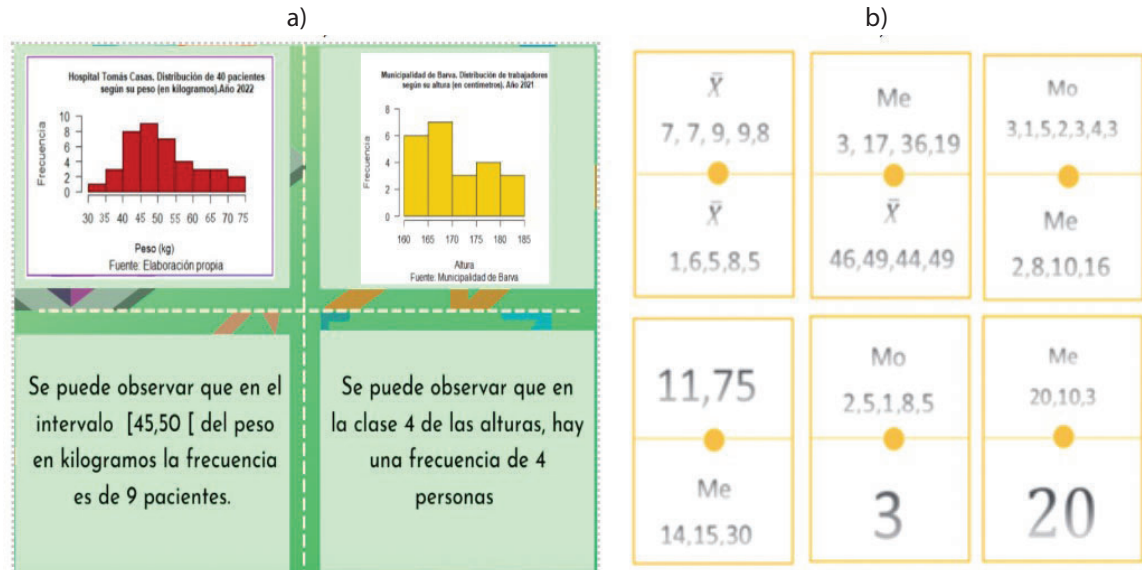 a)
b)
Hospital Tomás Casas. Distribución de 40 pacientes
según su peso (en kilogramos).Año 2022
Frecuencia
10
8
6
4
2
0
30 35 40 45 50 55 60 65 70 75
Peso (kg)
Fuente: Elaboración propia
Municipalidad de Barva. Distribución de trabajadores
según su altura (en centímetros). Año 2021
Frecuencia
8
6
4
2
0
160 165 170 175 180 185
Altura
Fuente: Municipalidad de Barva
Se puede observar que en el
intervalo [45,50 [ del peso
en kilogramos la frecuencia
es de 9 pacientes.
Se puede observar que en
la clase 4 de las alturas, hay
una frecuencia de 4
personas
X̄
7, 7, 9, 9,8
X̄
1,6,5,8,5
Me
3, 17, 36,19
X̄
46,49,44,49
Mo
3,1,5,2,3,4,3
Me
2,8,10,16
11,75
Me
14,15,30
Mo
2,5,1,8,5
3
Me
20,10,3
20